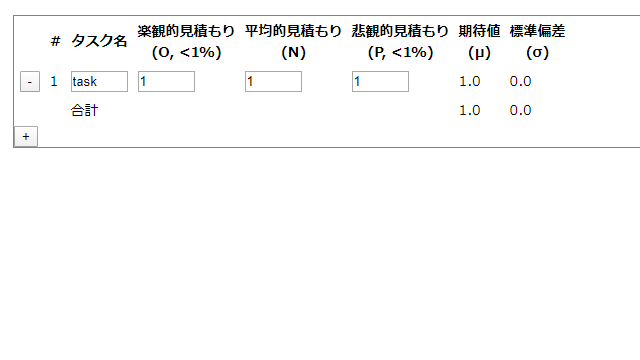 # タスク名 楽観的見積もり (O, <1%) 平均的見積もり (N) 悲観的見積もり (P, <1%) 期待値 (μ) 標準偏差 (σ)
- 1 task 1 1 1 1.0 0.0
合計 1.0 0.0
+